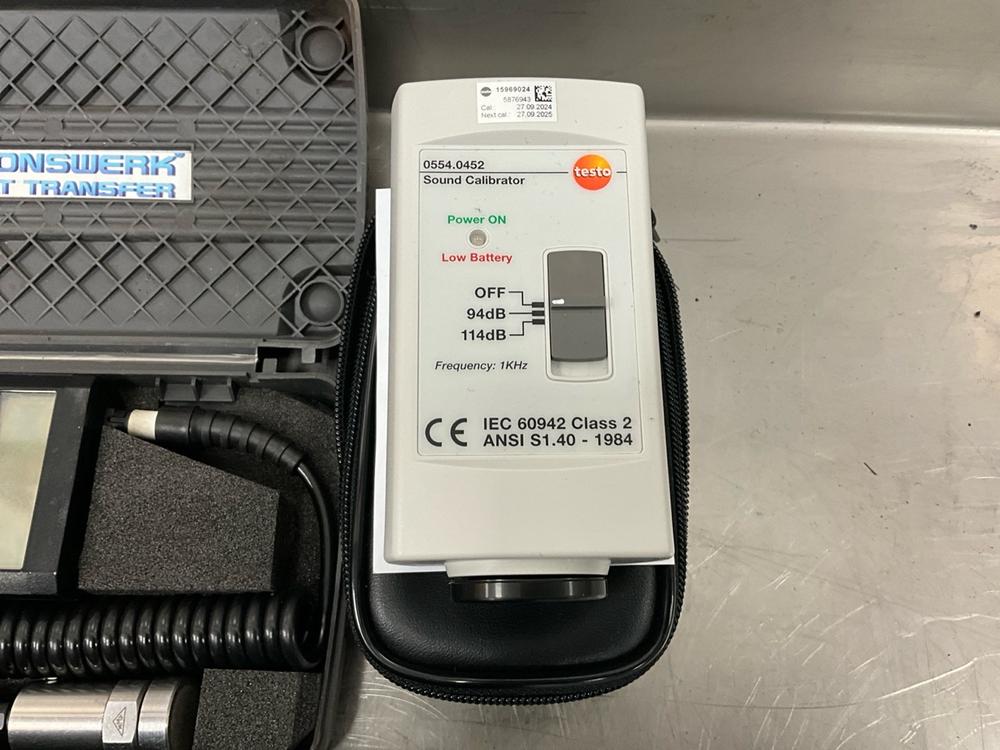 ONSWERK
T TRANSFER
15969024
5876943
Cal.: 27.09.2024
Next cal.: 27.09.2025
0554.0452
Sound Calibrator
testo
Power ON
Low Battery
OFF
94dB
114dB
Frequency: 1KHz
CE IEC 60942 Class 2
ANSI S1.40 - 1984